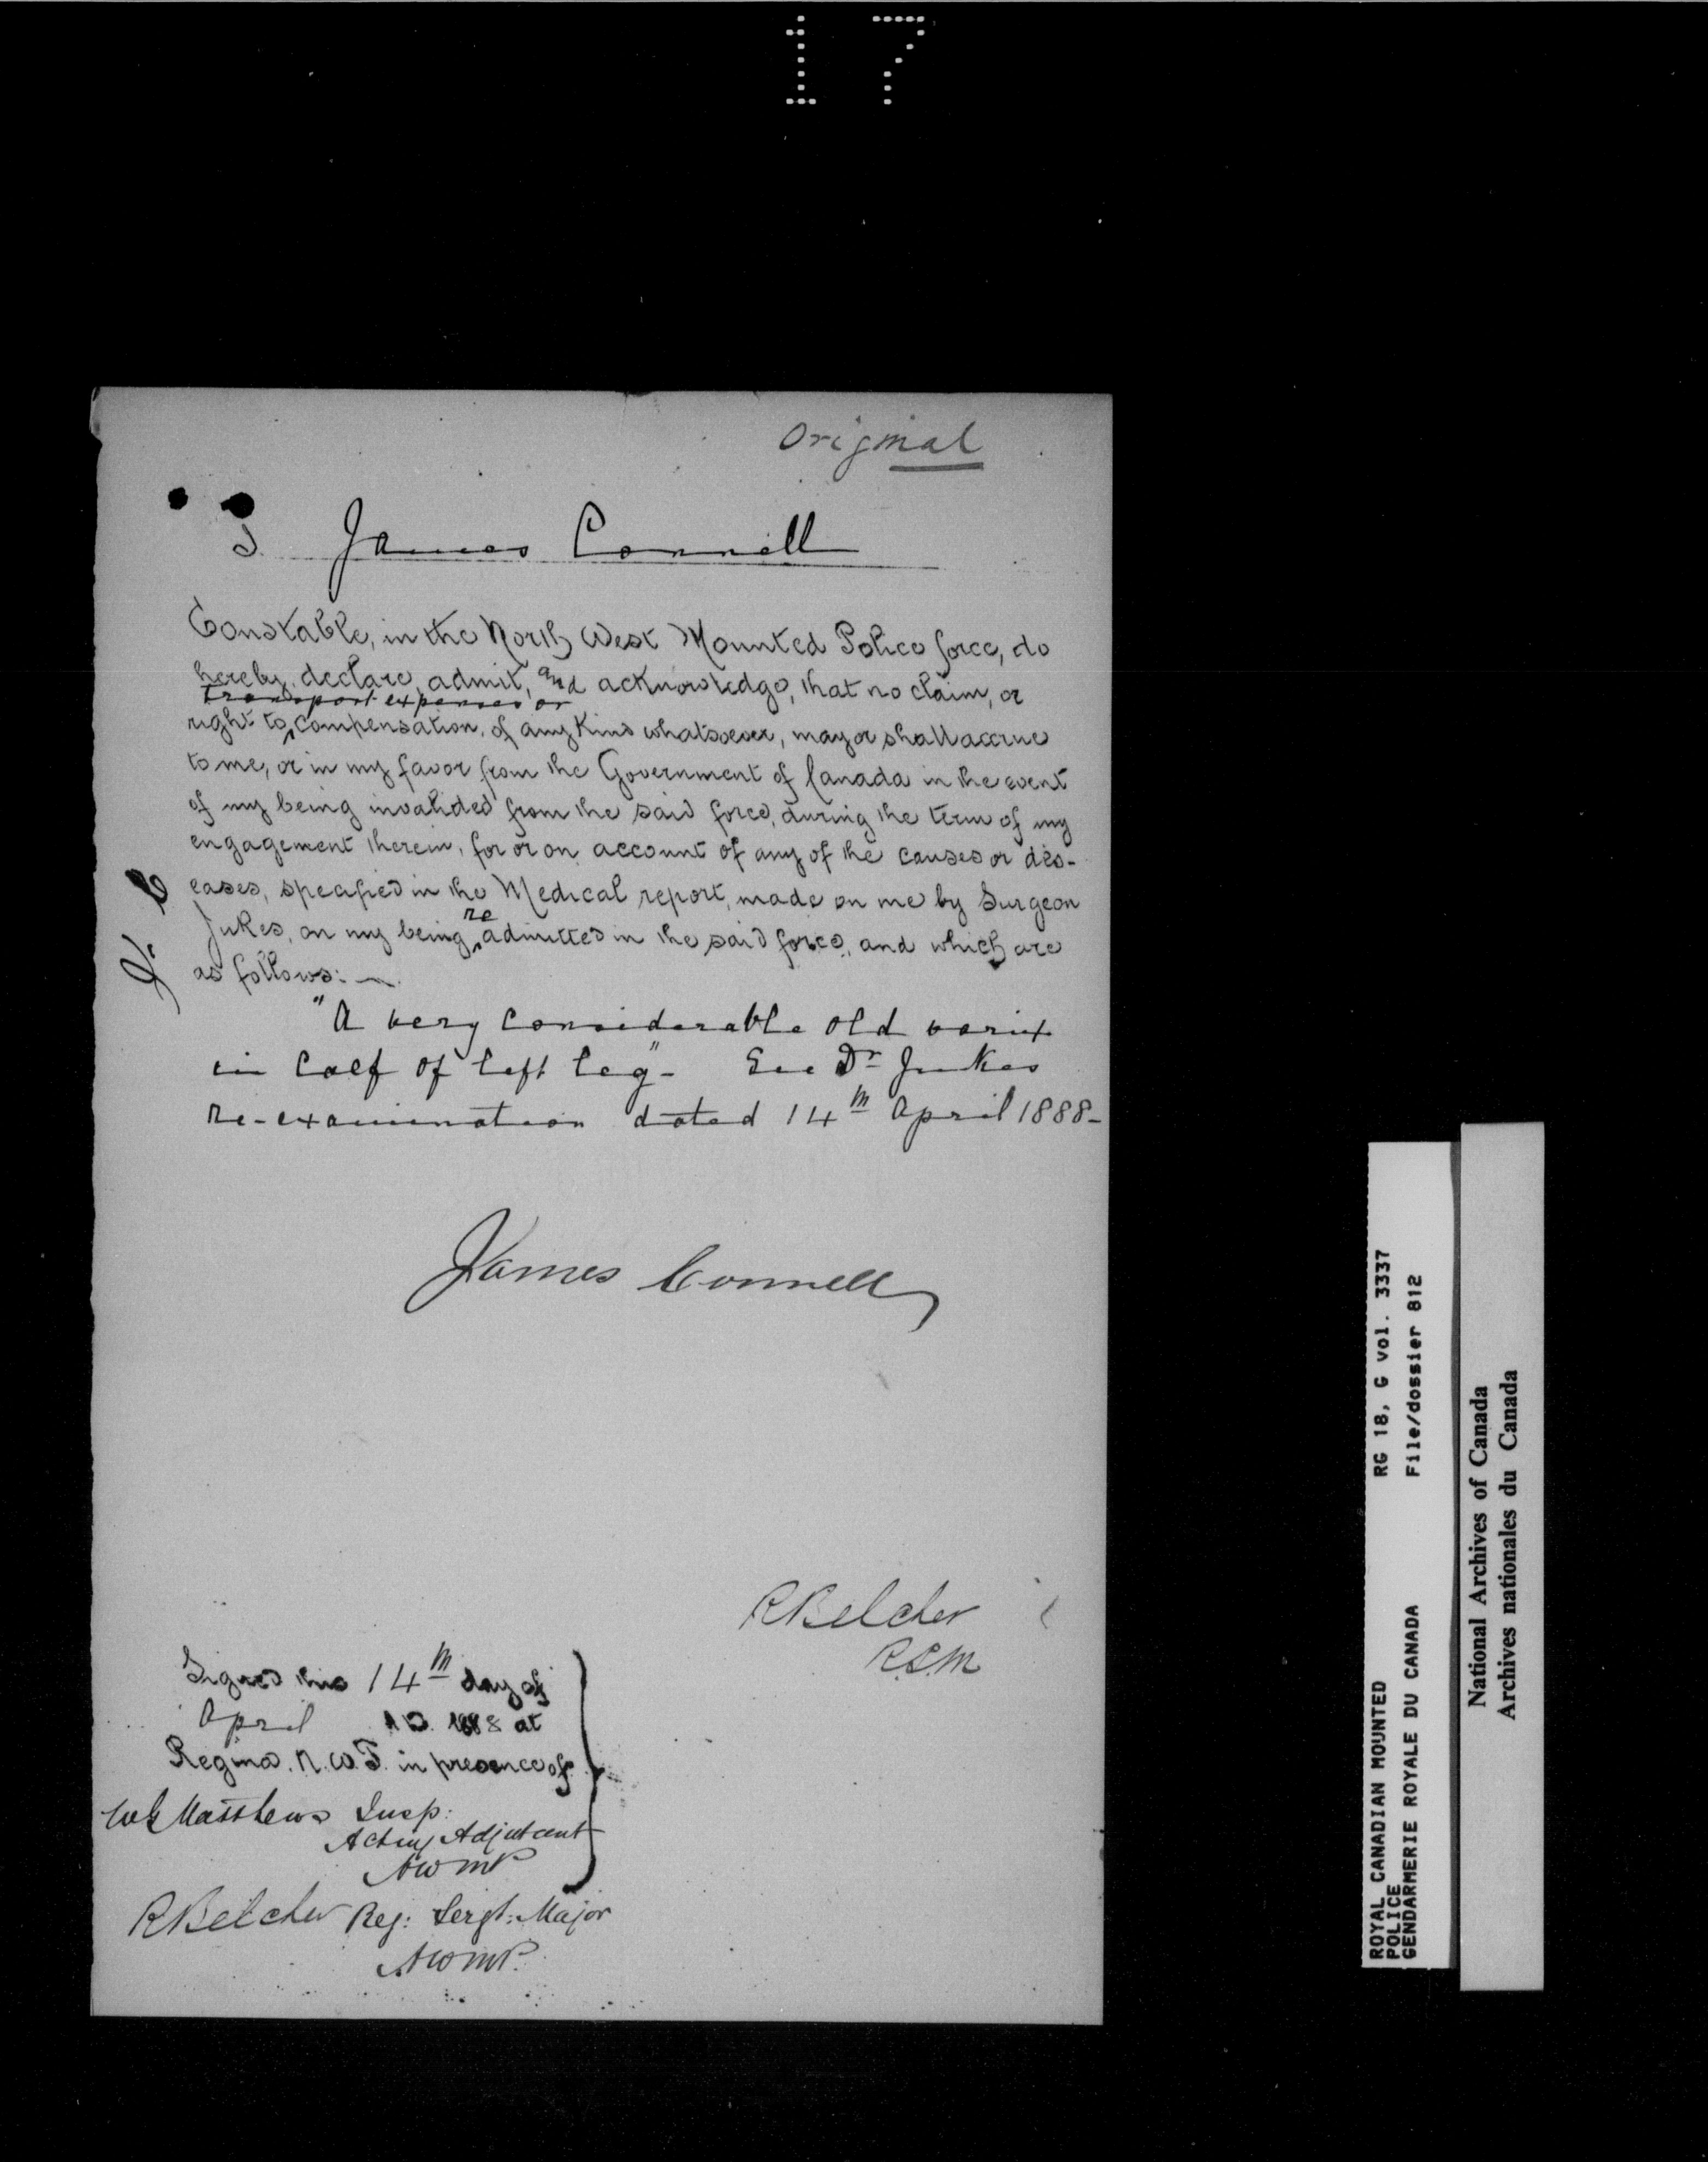 17
Original
I James Connell
Constable, in the North West Mounted Police force, do
hereby, declare, admit, and acknowledge, that no claim, or
transport expenses or
right to compensation, of any kind whatsoever, may or shall accrue
to me, or in my favor from the Government of Canada in the event
of my being invalided from the said force, during the term of my
engagement therein, for or on account of any of the causes or dis-
eases, specified in the Medical report, made on me by Surgeon
re
Jukes, on my being admitted in the said force, and which are
as follows:—
"A very considerable old varix
in calf of left leg" - See Dr Jukes
Re-examination dated 14th April 1888-
James Connell
R Belcher
R.S.M
Signed this 14th day of
April A.D. 1888 at
Regina. N.W.T. in presence of
Matthews Insp:
Acting Adjutant
NWMP
R Belcher Reg: Sergt: Major
NWMP.
ROYAL CANADIAN MOUNTED RG 18, G vol. 3337
POLICE
GENDARMERIE ROYALE DU CANADA File/dossier 812
National Archives of Canada
Archives nationales du Canada